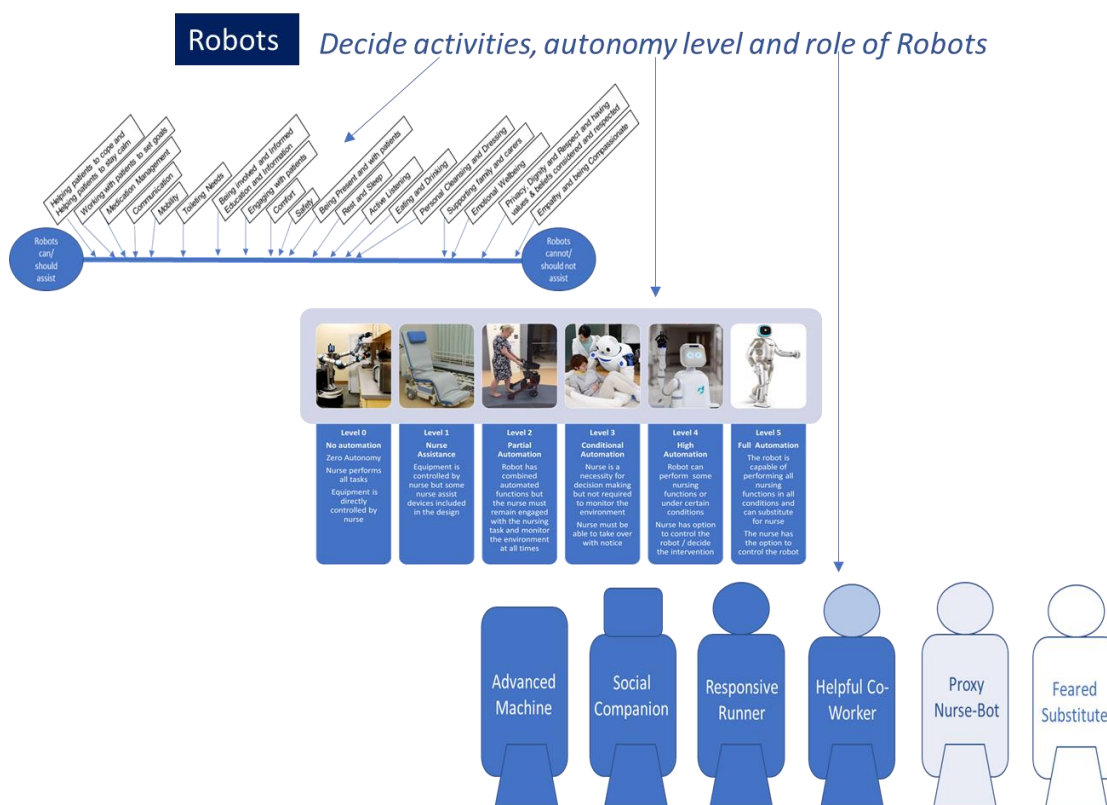 Robots
Decide activities, autonomy level and role of Robots
Helping patients to cope and
Helping patients to stay calm
Working with patients to set goals
Medication Management
Communication
Mobility
Toileting Needs
Being involved and Informed
Education and Information
Engaging with patients
Comfort
Safety
Being Present and with patients
Rest and Sleep
Active Listening
Eating and Drinking
Personal Cleansing and Dressing
Supporting family and carers
Emotional Wellbeing
Privacy, Dignity and Respect and having
values & beliefs considered and respected
Empathy and being Compassionate
Robots
can/
should
assist
Robots
cannot/
should not
assist
Level 0
No automation
Zero Autonomy
Nurse performs
all tasks
Equipment is
directly
controlled by
nurse
Level 1
Nurse
Assistance
Equipment is
controlled by
nurse but some
nurse assist
devices included
in the design
Level 2
Partial
Automation
Robot has
combined
automated
functions but
the nurse must
remain engaged
with the nursing
task and monitor
the environment
at all times
Level 3
Conditional
Automation
Nurse is a
necessity for
decision making
but not required
to monitor the
environment
Nurse must be
able to take over
with notice
Level 4
High
Automation
Robot can
perform some
nursing
functions or
under certain
conditions
Nurse has option
to control the
robot / decide
the intervention
Level 5
Full Automation
The robot is
capable of
performing all
nursing
functions in all
conditions and
can substitute
for nurse
The nurse has
the option to
control the robot
Advanced
Machine
Social
Companion
Responsive
Runner
Helpful Co-
Worker
Proxy
Nurse-Bot
Feared
Substitute